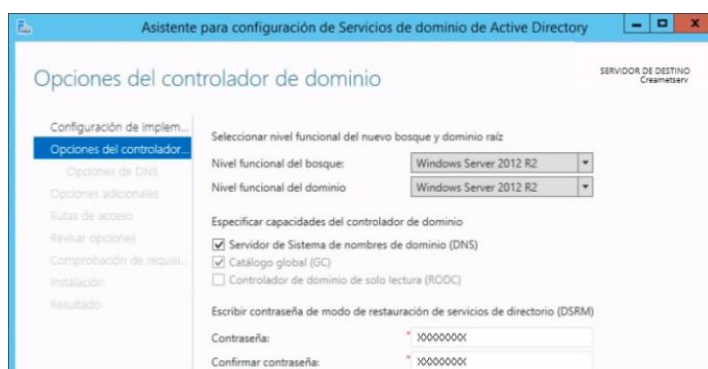 Asistente para configuración de Servicios de dominio de Active Directory
Opciones del controlador de dominio
SERVIDOR DE DESTINO
Creametserv
Configuración de implem...
Opciones del controlador...
Opciones de DNS
Opciones adicionales
Rutas de acceso
Revisar opciones
Comprobación de requisi...
Instalación
Resultado
Seleccionar nivel funcional del nuevo bosque y dominio raíz
Nivel funcional del bosque: Windows Server 2012 R2
Nivel funcional del dominio Windows Server 2012 R2
Especificar capacidades del controlador de dominio
Servidor de Sistema de nombres de dominio (DNS)
Catálogo global (GC)
Controlador de dominio de solo lectura (RODC)
Escribir contraseña de modo de restauración de servicios de directorio (DSRM)
Contraseña: * XXXXXXXX
Confirmar contraseña: * XXXXXXXX